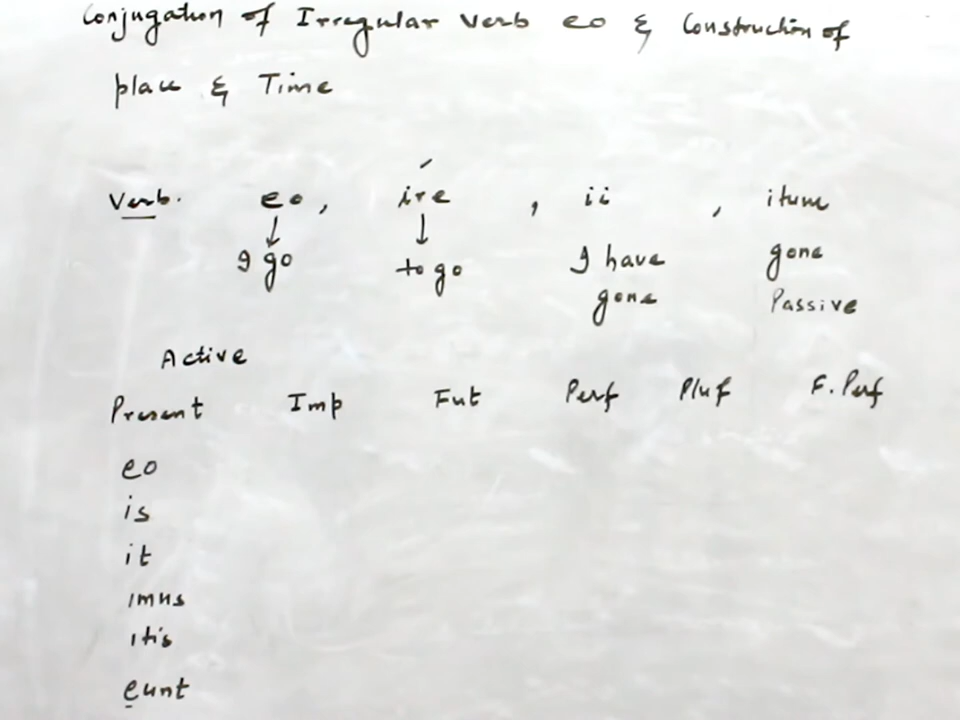 Conjugation of Irregular verb eo & Construction of
place & Time
Verb. eo, ire, ii, itum
I go to go I have gone
gone Passive
Active
Present Imp Fut Perf Pluf F. Perf
eo
is
it
imus
itis
eunt